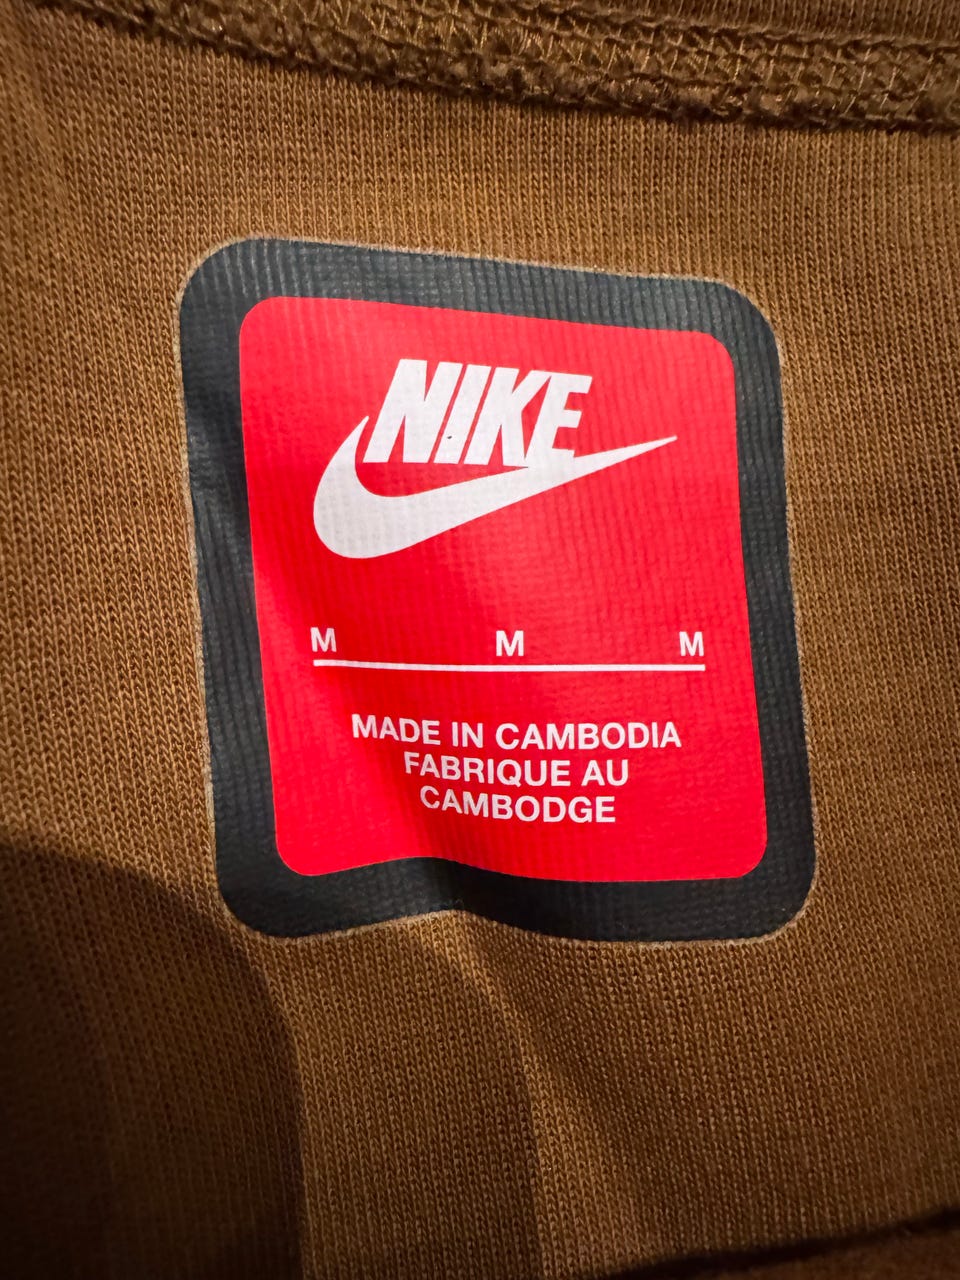 NIKE
M M M
MADE IN CAMBODIA
FABRIQUE AU
CAMBODGE